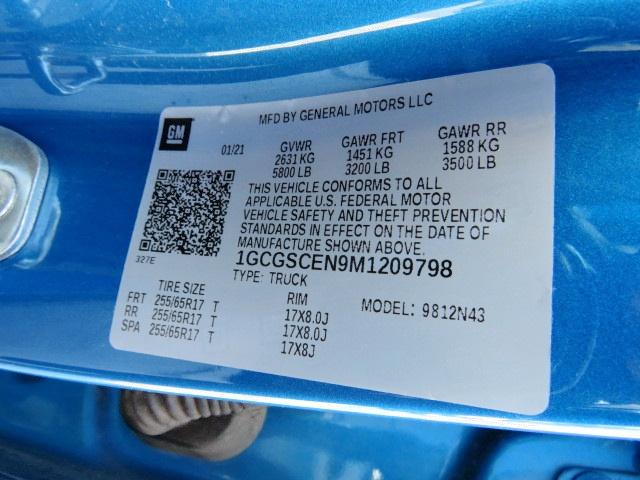 MFD BY GENERAL MOTORS LLC
GM
01/21 GVWR GAWR FRT GAWR RR
2631 KG 1451 KG 1588 KG
5800 LB 3200 LB 3500 LB
THIS VEHICLE CONFORMS TO ALL
APPLICABLE U.S. FEDERAL MOTOR
VEHICLE SAFETY AND THEFT PREVENTION
STANDARDS IN EFFECT ON THE DATE OF
MANUFACTURE SHOWN ABOVE.
327E
1GCGSCEN9M1209798
TYPE: TRUCK
TIRE SIZE RIM MODEL: 9812N43
FRT 255/65R17 T 17X8.0J
RR 255/65R17 T 17X8.0J
SPA 255/65R17 T 17X8J